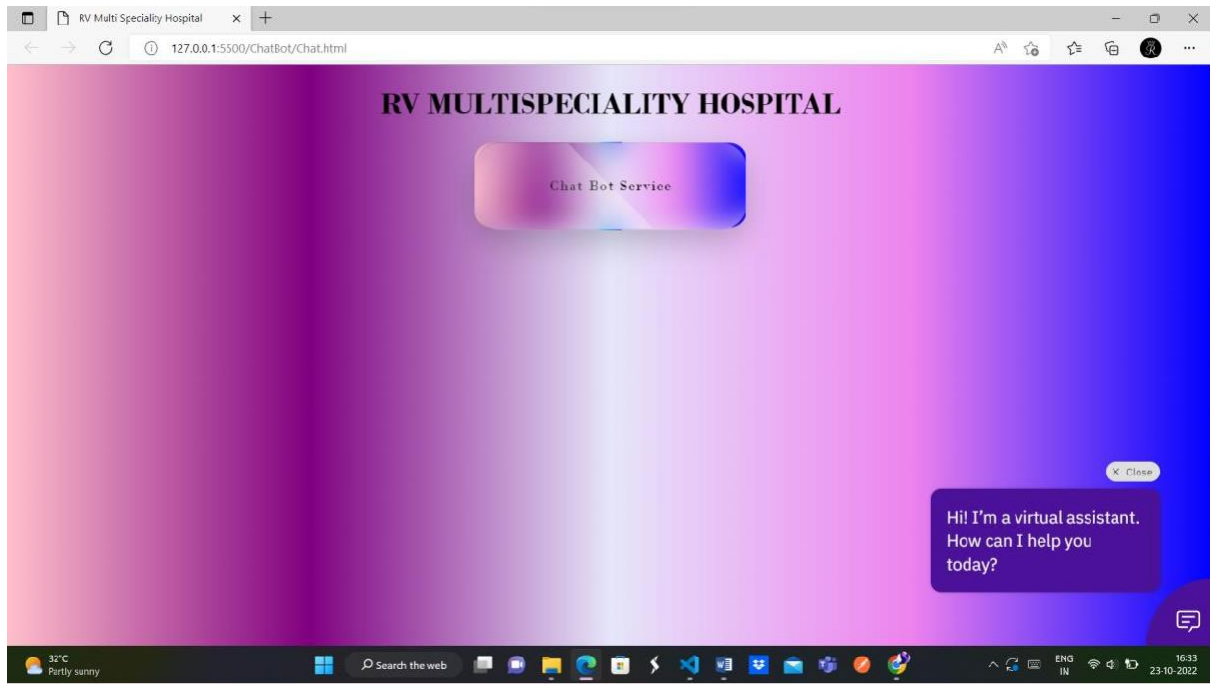 RV Multi Speciality Hospital
127.0.0.1:5500/ChatBot/Chat.html
RV MULTISPECIALITY HOSPITAL
Chat Bot Service
Close
Hi! I'm a virtual assistant.
How can I help you
today?
32°C
Partly sunny
Search the web
ENG
IN
16:33
23-10-2022